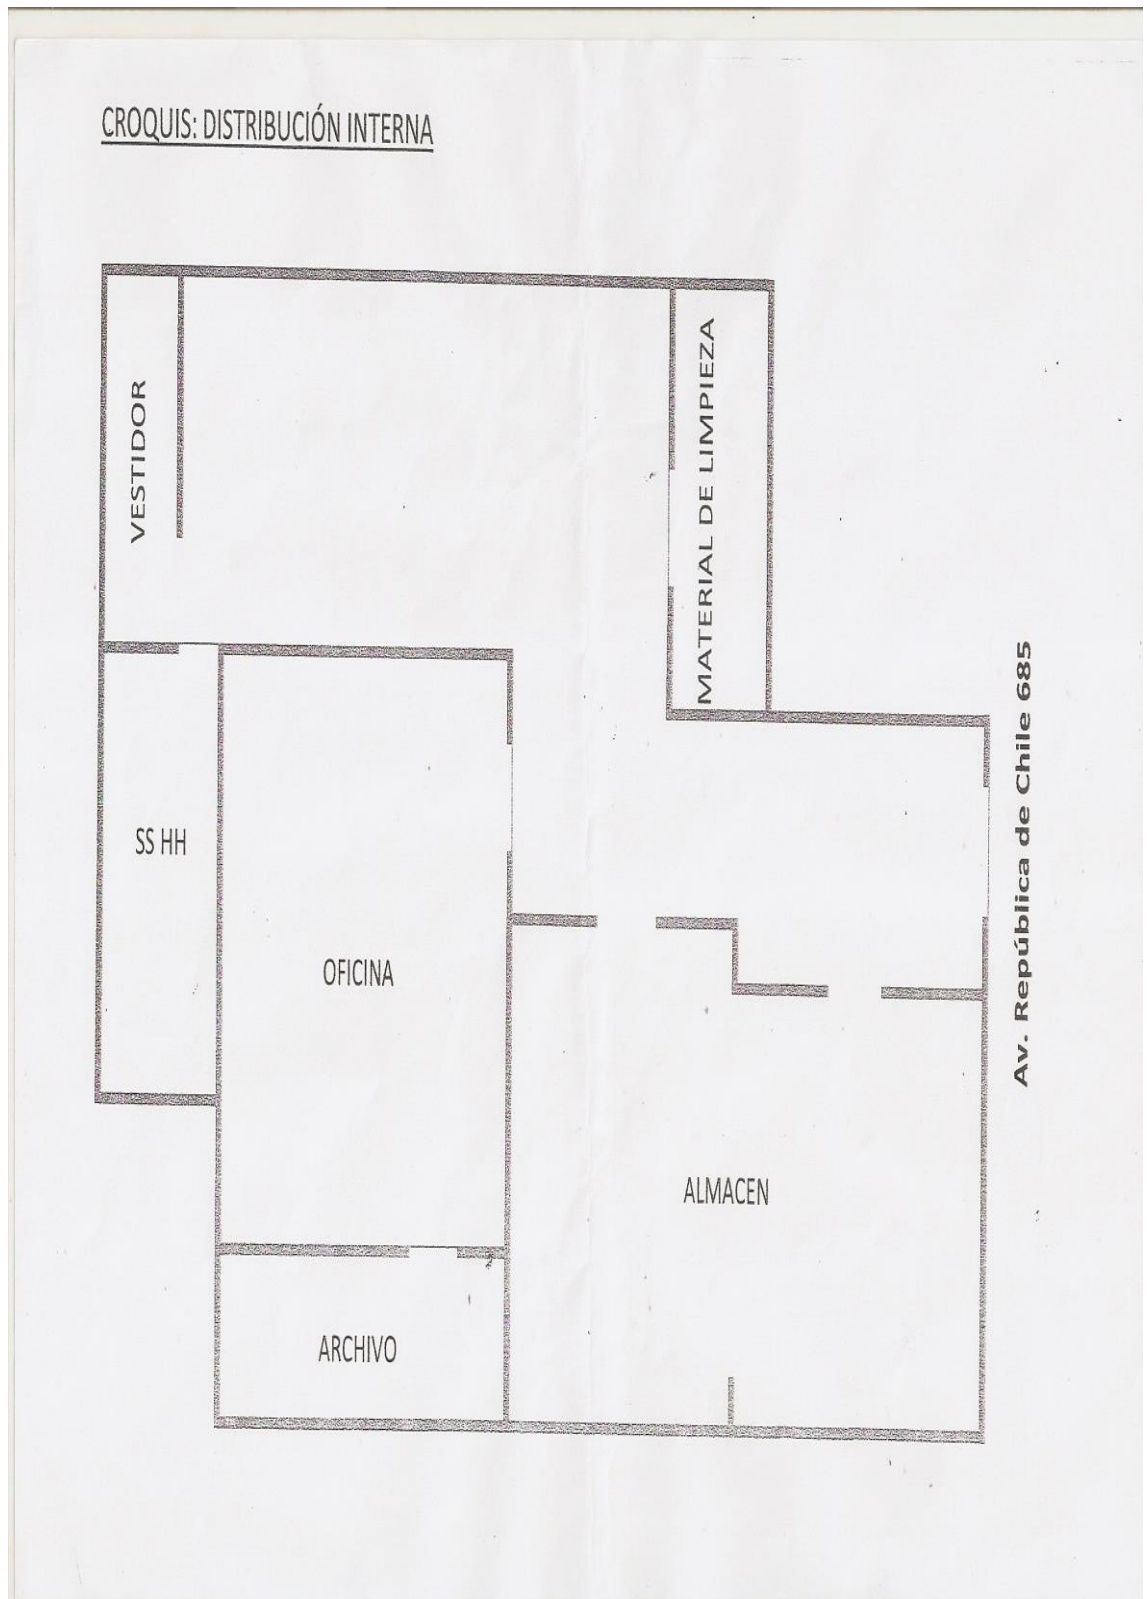 CROQUIS: DISTRIBUCIÓN INTERNA
VESTIDOR
MATERIAL DE LIMPIEZA
SS HH
OFICINA
Av. República de Chile 685
ALMACEN
ARCHIVO